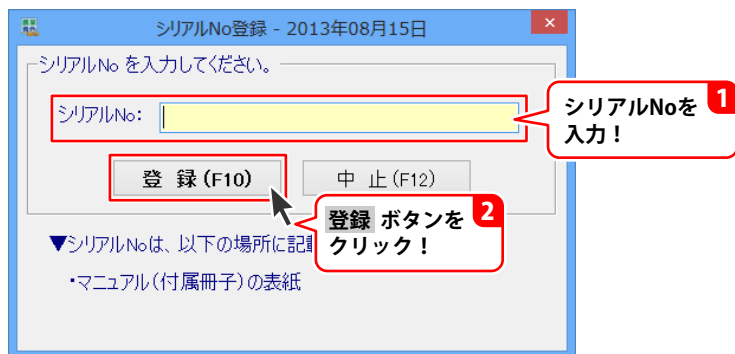 シリアルNo登録 - 2013年08月15日
シリアルNo を入力してください。
シリアルNo:
シリアルNoを
入力!
1
登 録(F10)
中 止(F12)
登録 ボタンを
クリック!
2
▼シリアルNoは、以下の場所に記
・マニュアル(付属冊子)の表紙